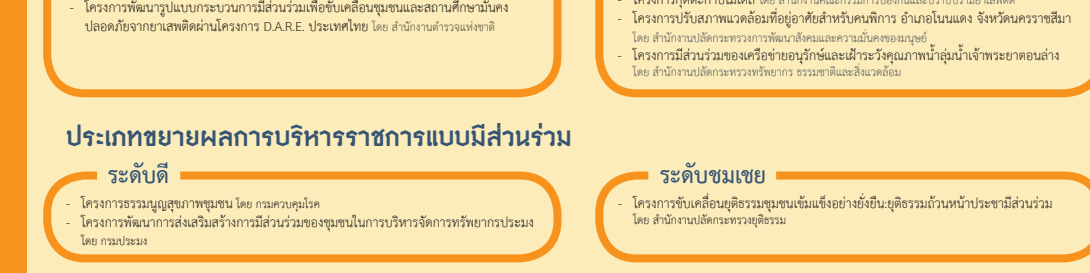 - โครงการพัฒนารูปแบบกระบวนการมีส่วนร่วมเพื่อขับเคลื่อนชุมชนและสถานศึกษามั่นคง
ปลอดภัยจากยาเสพติดผ่านโครงการ D.A.R.E. ประเทศไทย โดย สำนักงานตำรวจแห่งชาติ
- โครงการปรับสภาพแวดล้อมที่อยู่อาศัยสำหรับคนพิการ อำเภอโนนแดง จังหวัดนครราชสีมา
โดย สำนักงานปลัดกระทรวงการพัฒนาสังคมและความมั่นคงของมนุษย์
- โครงการมีส่วนร่วมของเครือข่ายอนุรักษ์และเฝ้าระวังคุณภาพน้ำลุ่มน้ำเจ้าพระยาตอนล่าง
โดย สำนักงานปลัดกระทรวงทรัพยากร ธรรมชาติและสิ่งแวดล้อม
ประเภทขยายผลการบริหารราชการแบบมีส่วนร่วม
ระดับดี
- โครงการธรรมนูญสุขภาพชุมชน โดย กรมควบคุมโรค
- โครงการพัฒนาการส่งเสริมสร้างการมีส่วนร่วมของชุมชนในการบริหารจัดการทรัพยากรประมง
โดย กรมประมง
ระดับชมเชย
- โครงการขับเคลื่อนยุติธรรมชุมชนเข้มแข็งอย่างยั่งยืน:ยุติธรรมถ้วนหน้าประชามีส่วนร่วม
โดย สำนักงานปลัดกระทรวงยุติธรรม